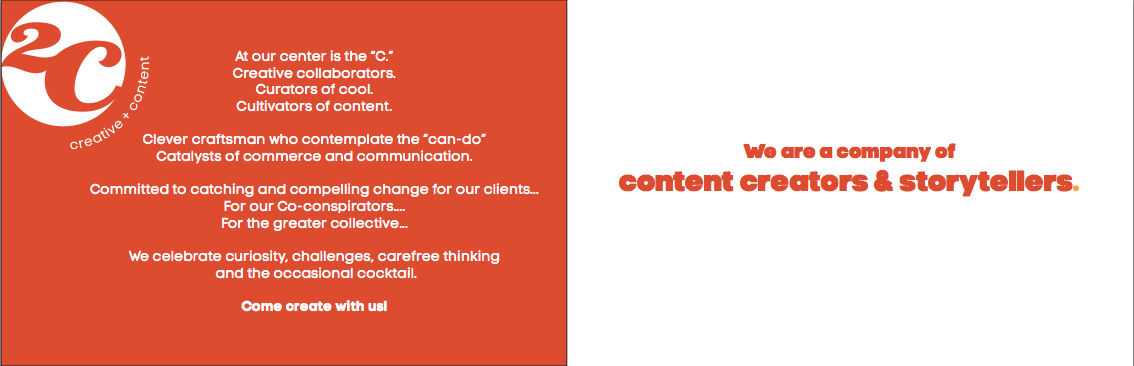 2C
creative + content
At our center is the “C.”
Creative collaborators.
Curators of cool.
Cultivators of content.
Clever craftsman who contemplate the “can-do”
Catalysts of commerce and communication.
Committed to catching and compelling change for our clients...
For our Co-conspirators....
For the greater collective...
We celebrate curiosity, challenges, carefree thinking
and the occasional cocktail.
Come create with us!
We are a company of
content creators & storytellers.